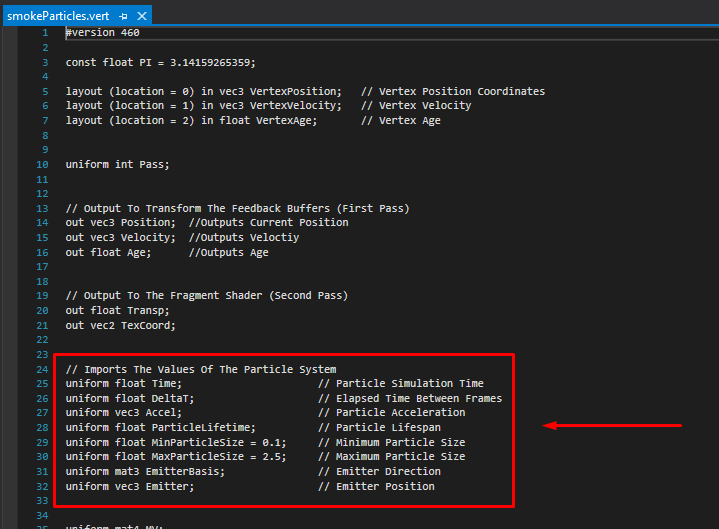 smokeParticles.vert
1 #version 460
2
3 const float PI = 3.14159265359;
4
5 layout (location = 0) in vec3 VertexPosition; // Vertex Position Coordinates
6 layout (location = 1) in vec3 VertexVelocity; // Vertex Velocity
7 layout (location = 2) in float VertexAge; // Vertex Age
8
9
10 uniform int Pass;
11
12
13 // Output To Transform The Feedback Buffers (First Pass)
14 out vec3 Position; //Outputs Current Position
15 out vec3 Velocity; //Outputs Veloctiy
16 out float Age; //Outputs Age
17
18
19 // Output To The Fragment Shader (Second Pass)
20 out float Transp;
21 out vec2 TexCoord;
22
23
24 // Imports The Values Of The Particle System
25 uniform float Time; // Particle Simulation Time
26 uniform float DeltaT; // Elapsed Time Between Frames
27 uniform vec3 Accel; // Particle Acceleration
28 uniform float ParticleLifetime; // Particle Lifespan
29 uniform float MinParticleSize = 0.1; // Minimum Particle Size
30 uniform float MaxParticleSize = 2.5; // Maximum Particle Size
31 uniform mat3 EmitterBasis; // Emitter Direction
32 uniform vec3 Emitter; // Emitter Position
33
34